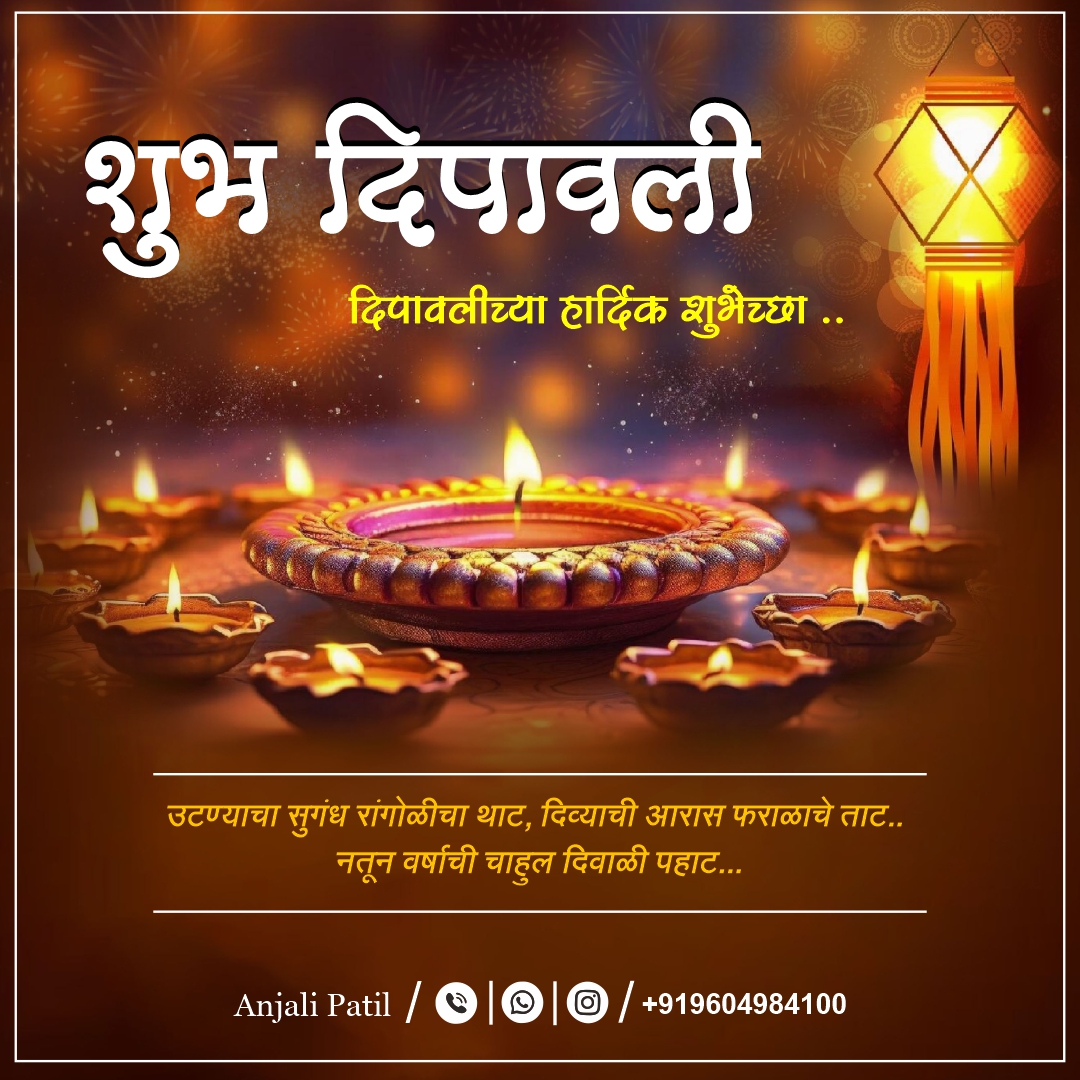 शुभ दिपावली
दिपावलीच्या हार्दिक शुभेच्छा ..
उटण्याचा सुगंध रांगोळीचा थाट, दिव्याची आरास फराळाचे ताट..
नतून वर्षाची चाहुल दिवाळी पहाट...
Anjali Patil / | | / +919604984100